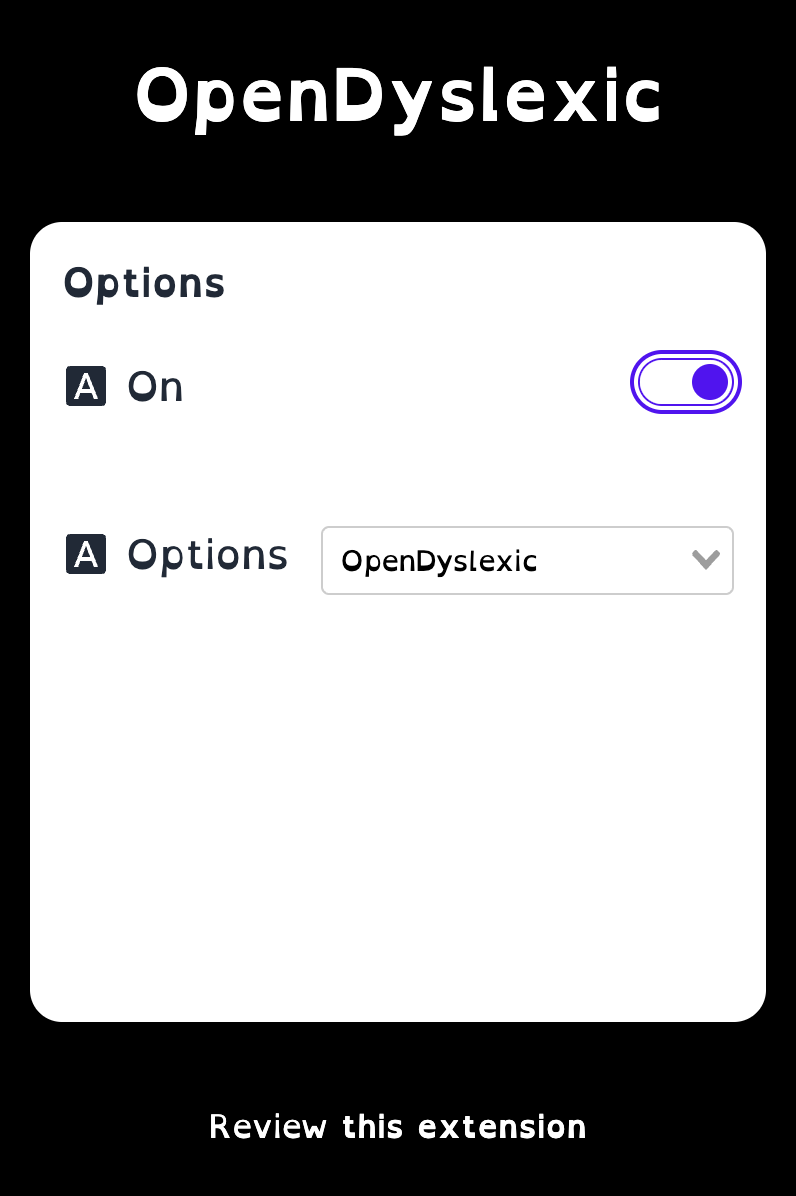 OpenDyslexic
Options
A On
A Options OpenDyslexic
Review this extension